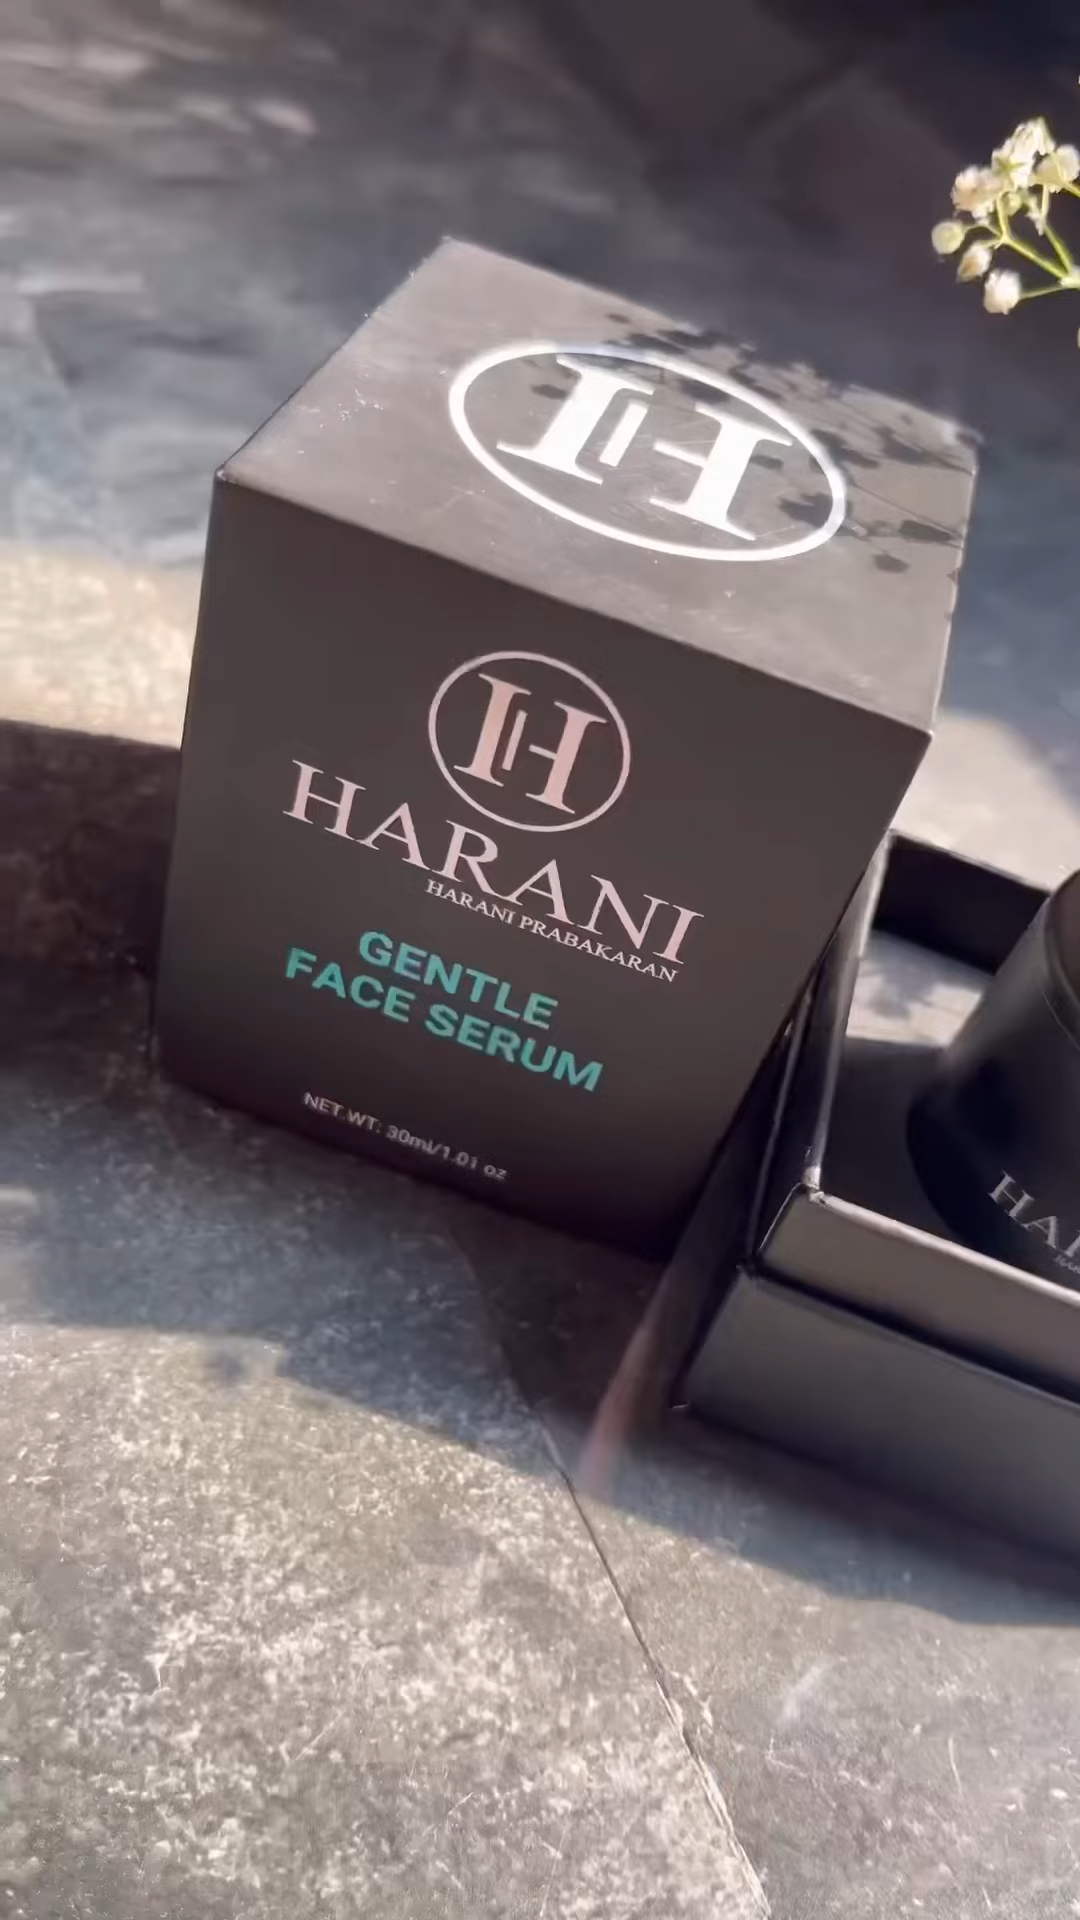 H
H
HARANI
HARANI PRABAKARAN
GENTLE
FACE SERUM
NET.WT: 30ml/1.01 oz